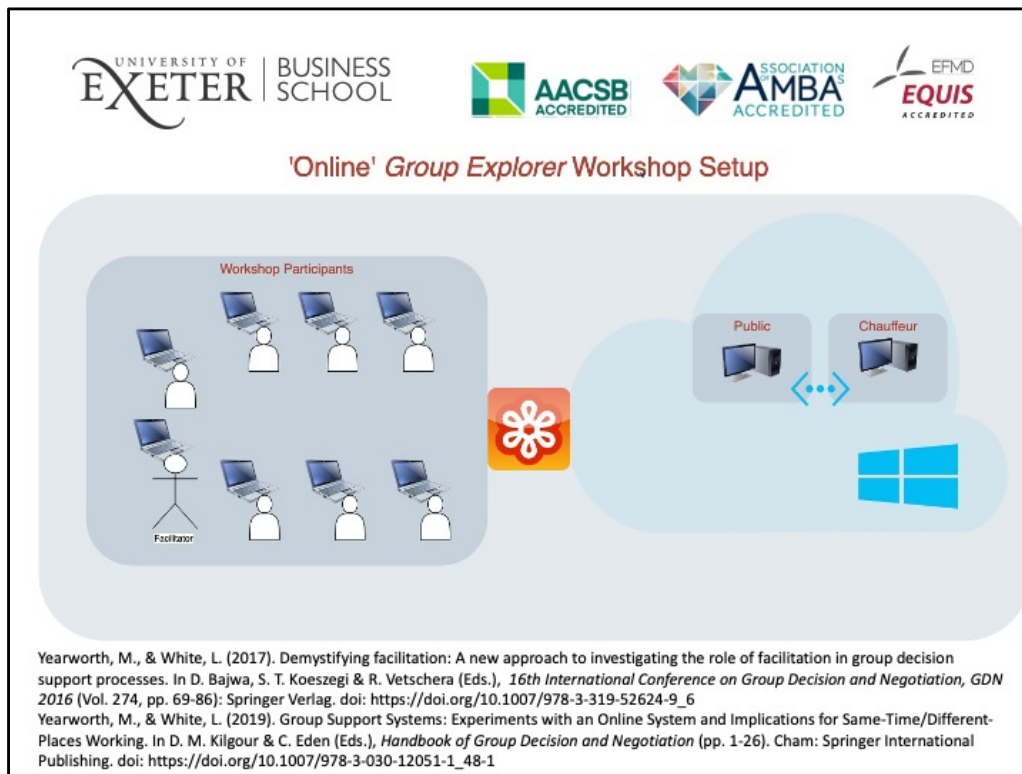 UNIVERSITY OF
EXETER
BUSINESS
SCHOOL
AACSB
ACCREDITED
ASSOCIATION
OF MBA'S
AMBA
ACCREDITED
EFMD
EQUIS
ACCREDITED
'Online' Group Explorer Workshop Setup
Workshop Participants
Public
Chauffeur
Facilitator
Yearworth, M., & White, L. (2017). Demystifying facilitation: A new approach to investigating the role of facilitation in group decision
support processes. In D. Bajwa, S. T. Koeszegi & R. Vetschera (Eds.), 16th International Conference on Group Decision and Negotiation, GDN
2016 (Vol. 274, pp. 69-86): Springer Verlag. doi: https://doi.org/10.1007/978-3-319-52624-9_6
Yearworth, M., & White, L. (2019). Group Support Systems: Experiments with an Online System and Implications for Same-Time/Different-
Places Working. In D. M. Kilgour & C. Eden (Eds.), Handbook of Group Decision and Negotiation (pp. 1-26). Cham: Springer International
Publishing. doi: https://doi.org/10.1007/978-3-030-12051-1_48-1